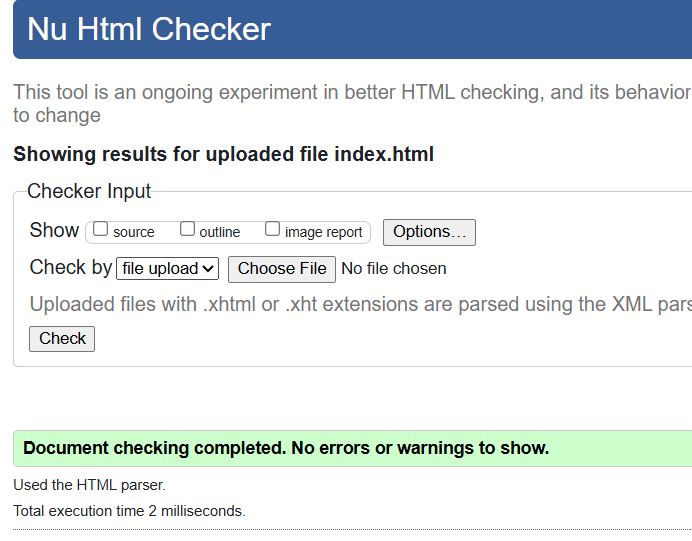 Nu Html Checker
This tool is an ongoing experiment in better HTML checking, and its behavior
to change
Showing results for uploaded file index.html
Checker Input
Show source outline image report Options…
Check by file upload Choose File No file chosen
Uploaded files with .xhtml or .xht extensions are parsed using the XML pars
Check
Document checking completed. No errors or warnings to show.
Used the HTML parser.
Total execution time 2 milliseconds.